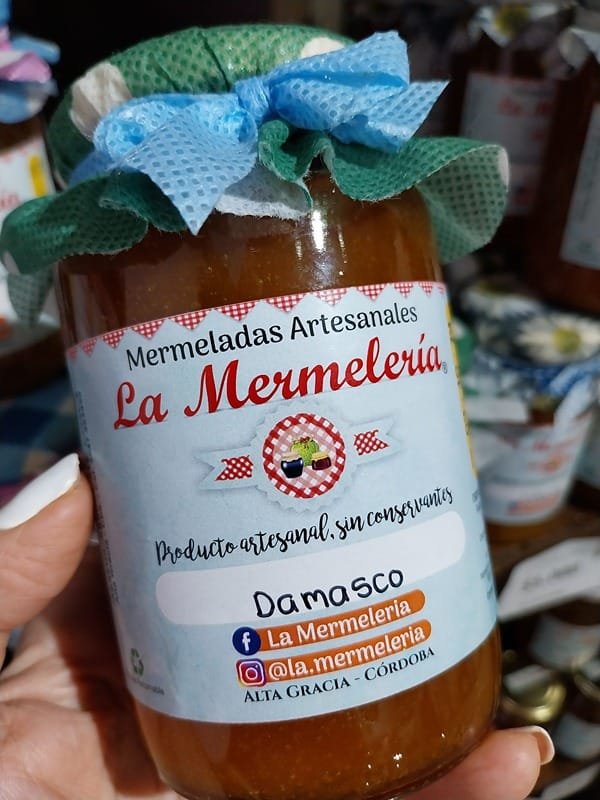 Mermeladas Artesanales
La Mermelería®
Producto artesanal, sin conservantes
Damasco
La Mermeleria
@la.mermeleria
ALTA GRACIA - CÓRDOBA